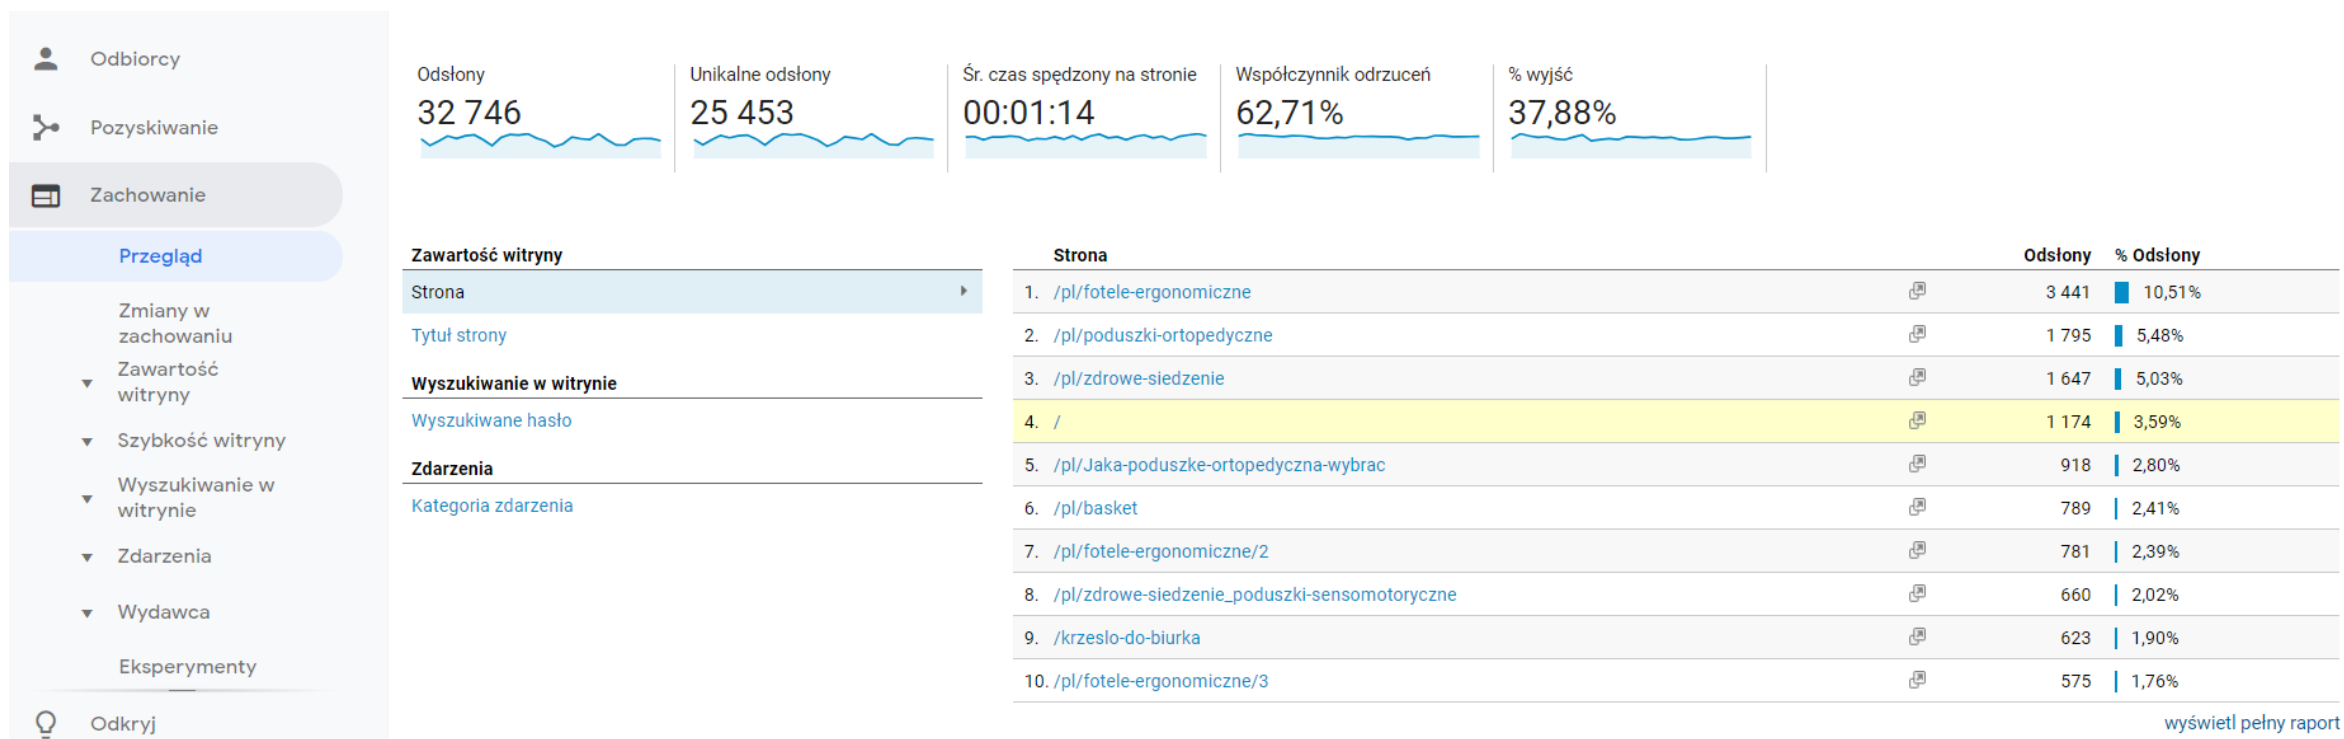 Odbiorcy
Pozyskiwanie
Zachowanie
Przegląd
Zmiany w
zachowaniu
Zawartość
witryny
Szybkość witryny
Wyszukiwanie w
witrynie
Zdarzenia
Wydawca
Eksperymenty
Odkryj
Odsłony
32 746
Unikalne odsłony
25 453
Śr. czas spędzony na stronie
00:01:14
Współczynnik odrzuceń
62,71%
% wyjść
37,88%
Zawartość witryny
Strona
Tytuł strony
Wyszukiwanie w witrynie
Wyszukiwane hasło
Zdarzenia
Kategoria zdarzenia
Strona Odsłony % Odsłony
1. /pl/fotele-ergonomiczne 3 441 10,51%
2. /pl/poduszki-ortopedyczne 1 795 5,48%
3. /pl/zdrowe-siedzenie 1 647 5,03%
4. / 1 174 3,59%
5. /pl/Jaka-poduszke-ortopedyczna-wybrac 918 2,80%
6. /pl/basket 789 2,41%
7. /pl/fotele-ergonomiczne/2 781 2,39%
8. /pl/zdrowe-siedzenie_poduszki-sensomotoryczne 660 2,02%
9. /krzeslo-do-biurka 623 1,90%
10. /pl/fotele-ergonomiczne/3 575 1,76%
wyświetl pełny raport